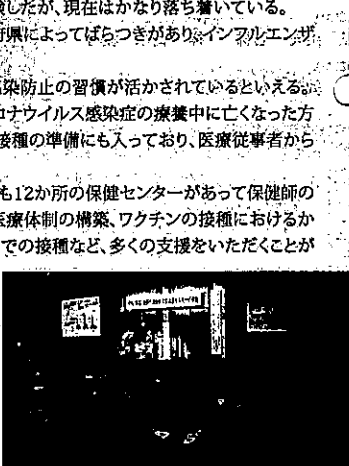 したが、現在はかなり落ち着いている。
県によってばらつきがあり、インフルエンザ
染防止の習慣が活かされているといえる。
コナウイルス感染症の療養中に亡くなった方
接種の準備にも入っており、医療従事者から
も12か所の保健センターがあって保健師の
医療体制の構築、ワクチンの接種におけるか
での接種など、多くの支援をいただくことが